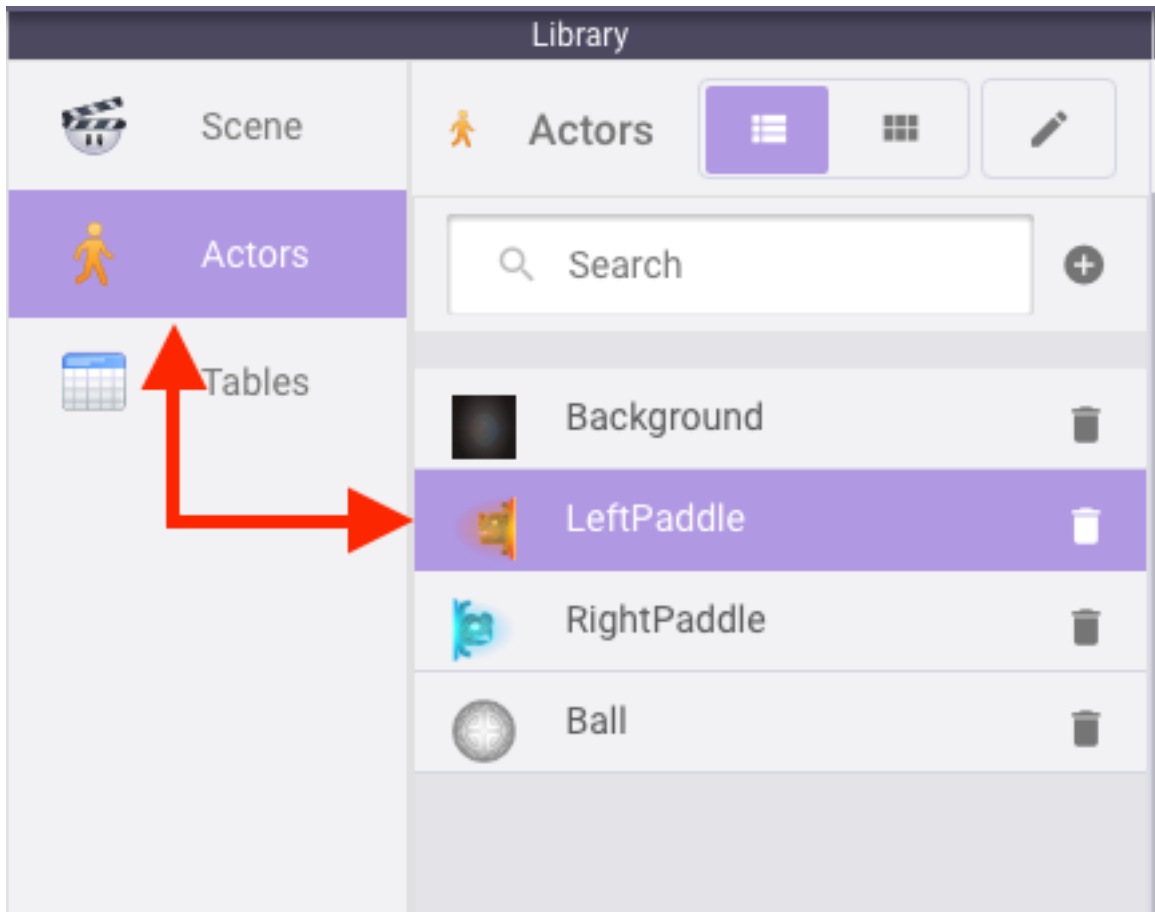 Library
Scene
Actors
Tables
Actors
Search
Background
LeftPaddle
RightPaddle
Ball